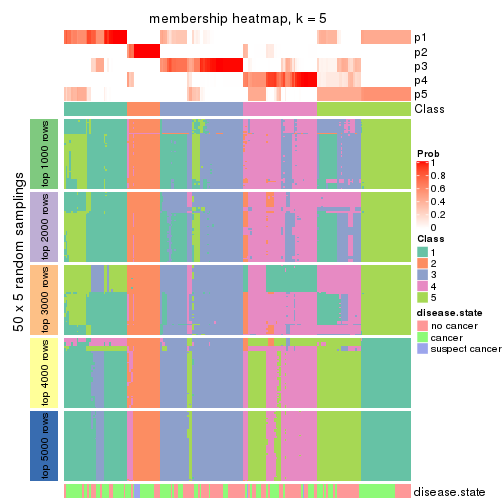 membership heatmap, k = 5
p1
p2
p3
p4
p5
Class
50 x 5 random samplings
top 1000 rows
top 2000 rows
top 3000 rows
top 4000 rows
top 5000 rows
disease.state
Prob
1
0.8
0.6
0.4
0.2
0
Class
1
2
3
4
5
disease.state
no cancer
cancer
suspect cancer